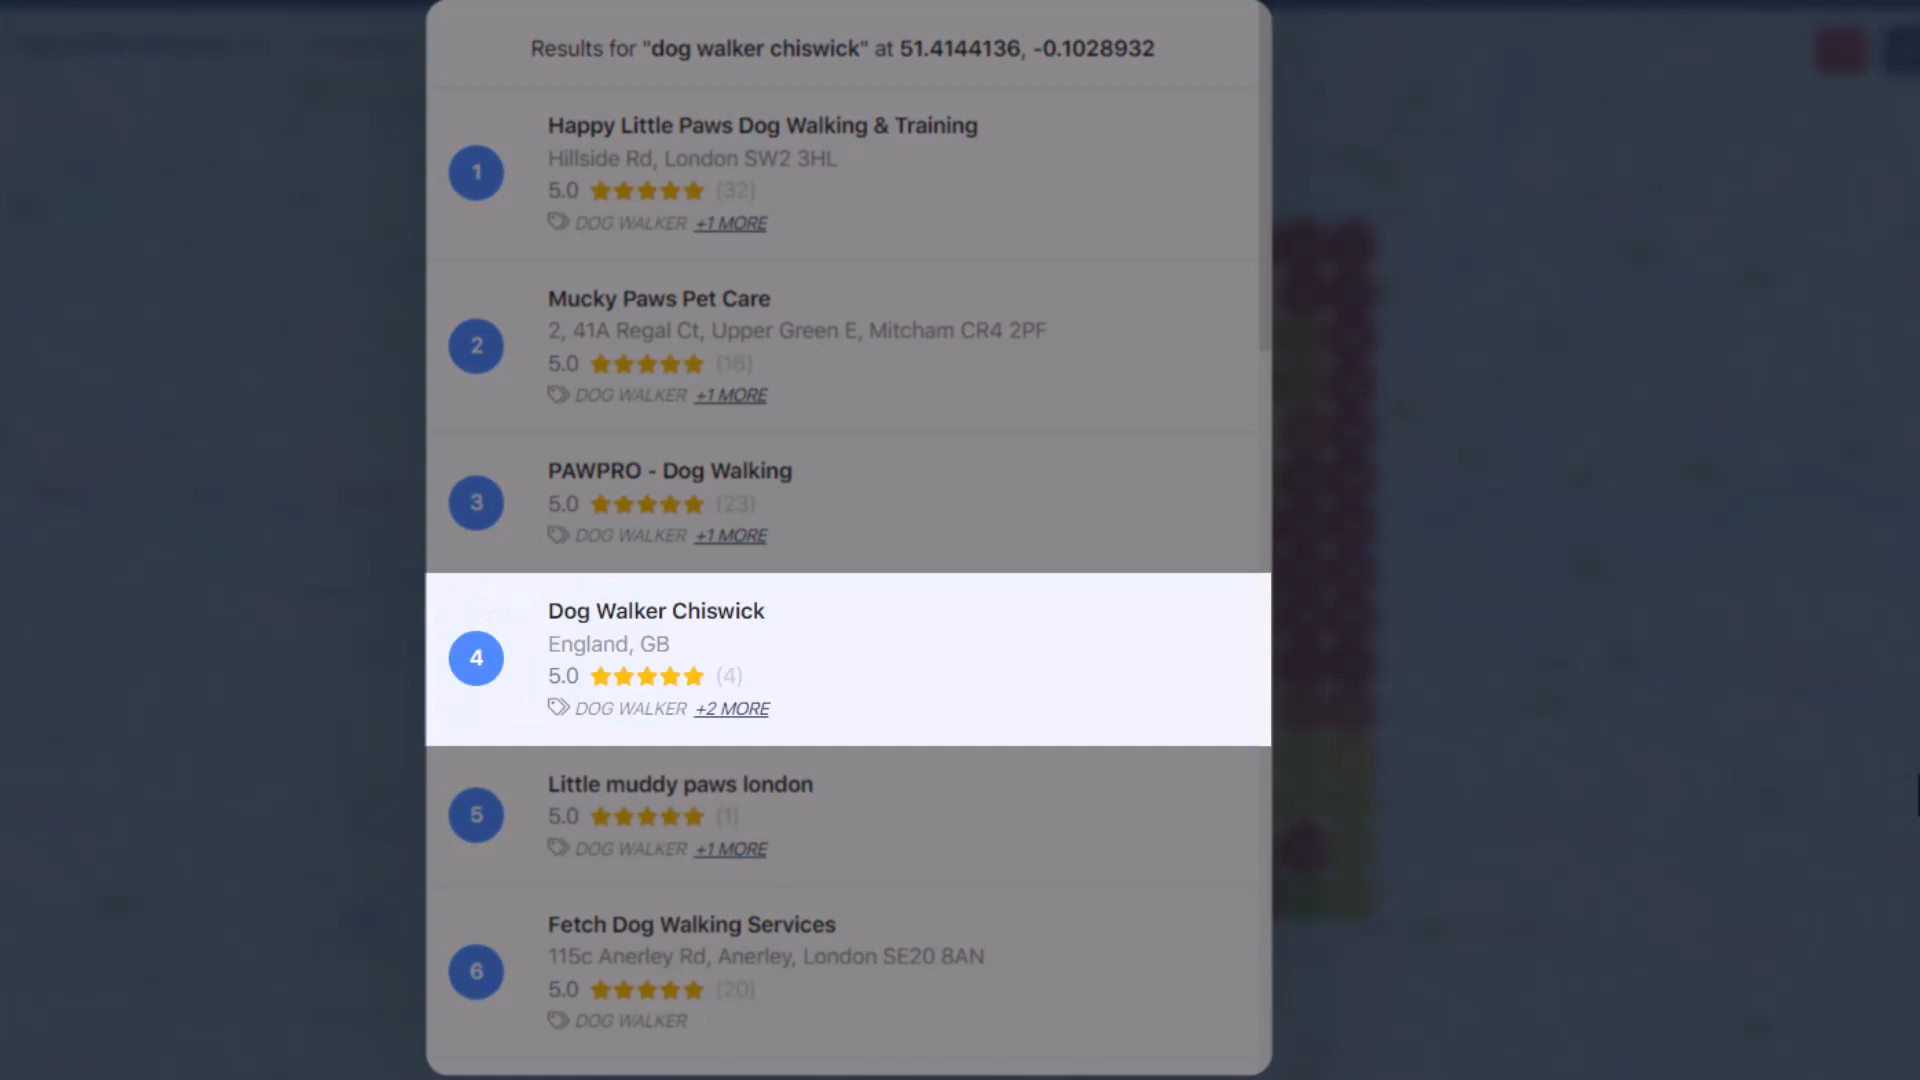 Results for "dog walker chiswick" at 51.4144136, -0.1028932
1
Happy Little Paws Dog Walking & Training
Hillside Rd, London SW2 3HL
5.0 (32)
DOG WALKER +1 MORE
2
Mucky Paws Pet Care
2, 41A Regal Ct, Upper Green E, Mitcham CR4 2PF
5.0 (16)
DOG WALKER +1 MORE
3
PAWPRO - Dog Walking
5.0 (23)
DOG WALKER +1 MORE
4
Dog Walker Chiswick
England, GB
5.0 (4)
DOG WALKER +2 MORE
5
Little muddy paws london
5.0 (1)
DOG WALKER +1 MORE
6
Fetch Dog Walking Services
115c Anerley Rd, Anerley, London SE20 8AN
5.0 (20)
DOG WALKER